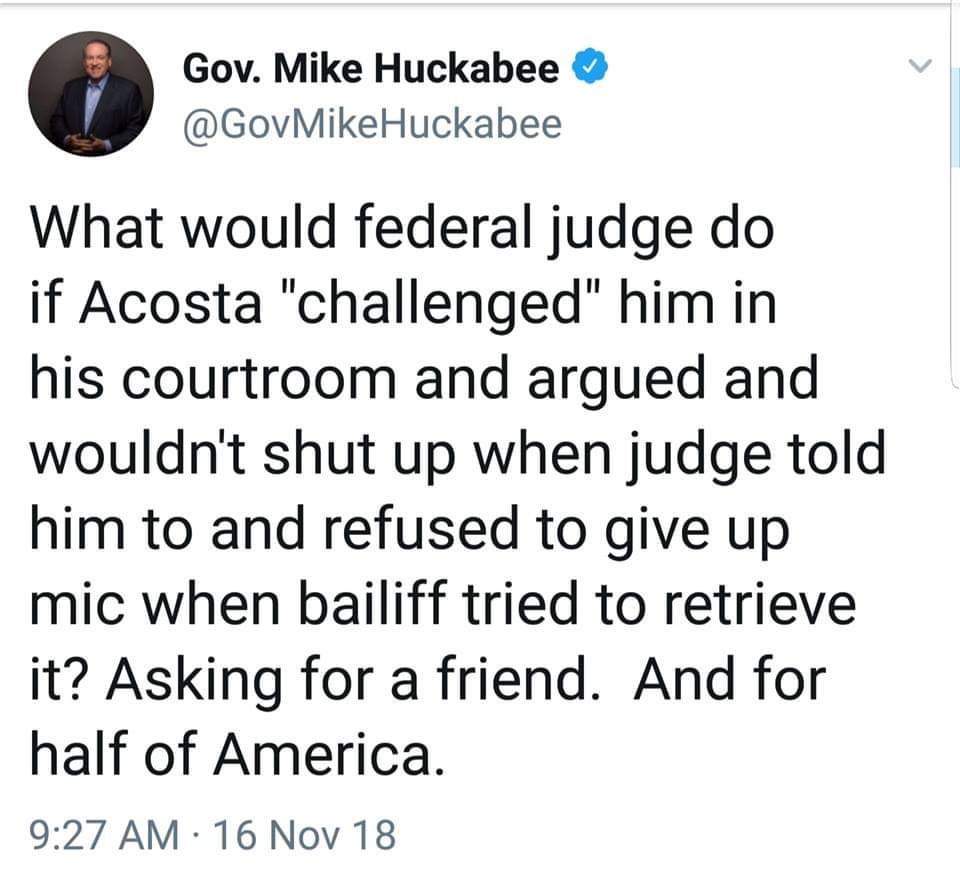 Gov. Mike Huckabee
@GovMikeHuckabee
What would federal judge do
if Acosta "challenged" him in
his courtroom and argued and
wouldn't shut up when judge told
him to and refused to give up
mic when bailiff tried to retrieve
it? Asking for a friend.  And for
half of America.
9:27 AM · 16 Nov 18